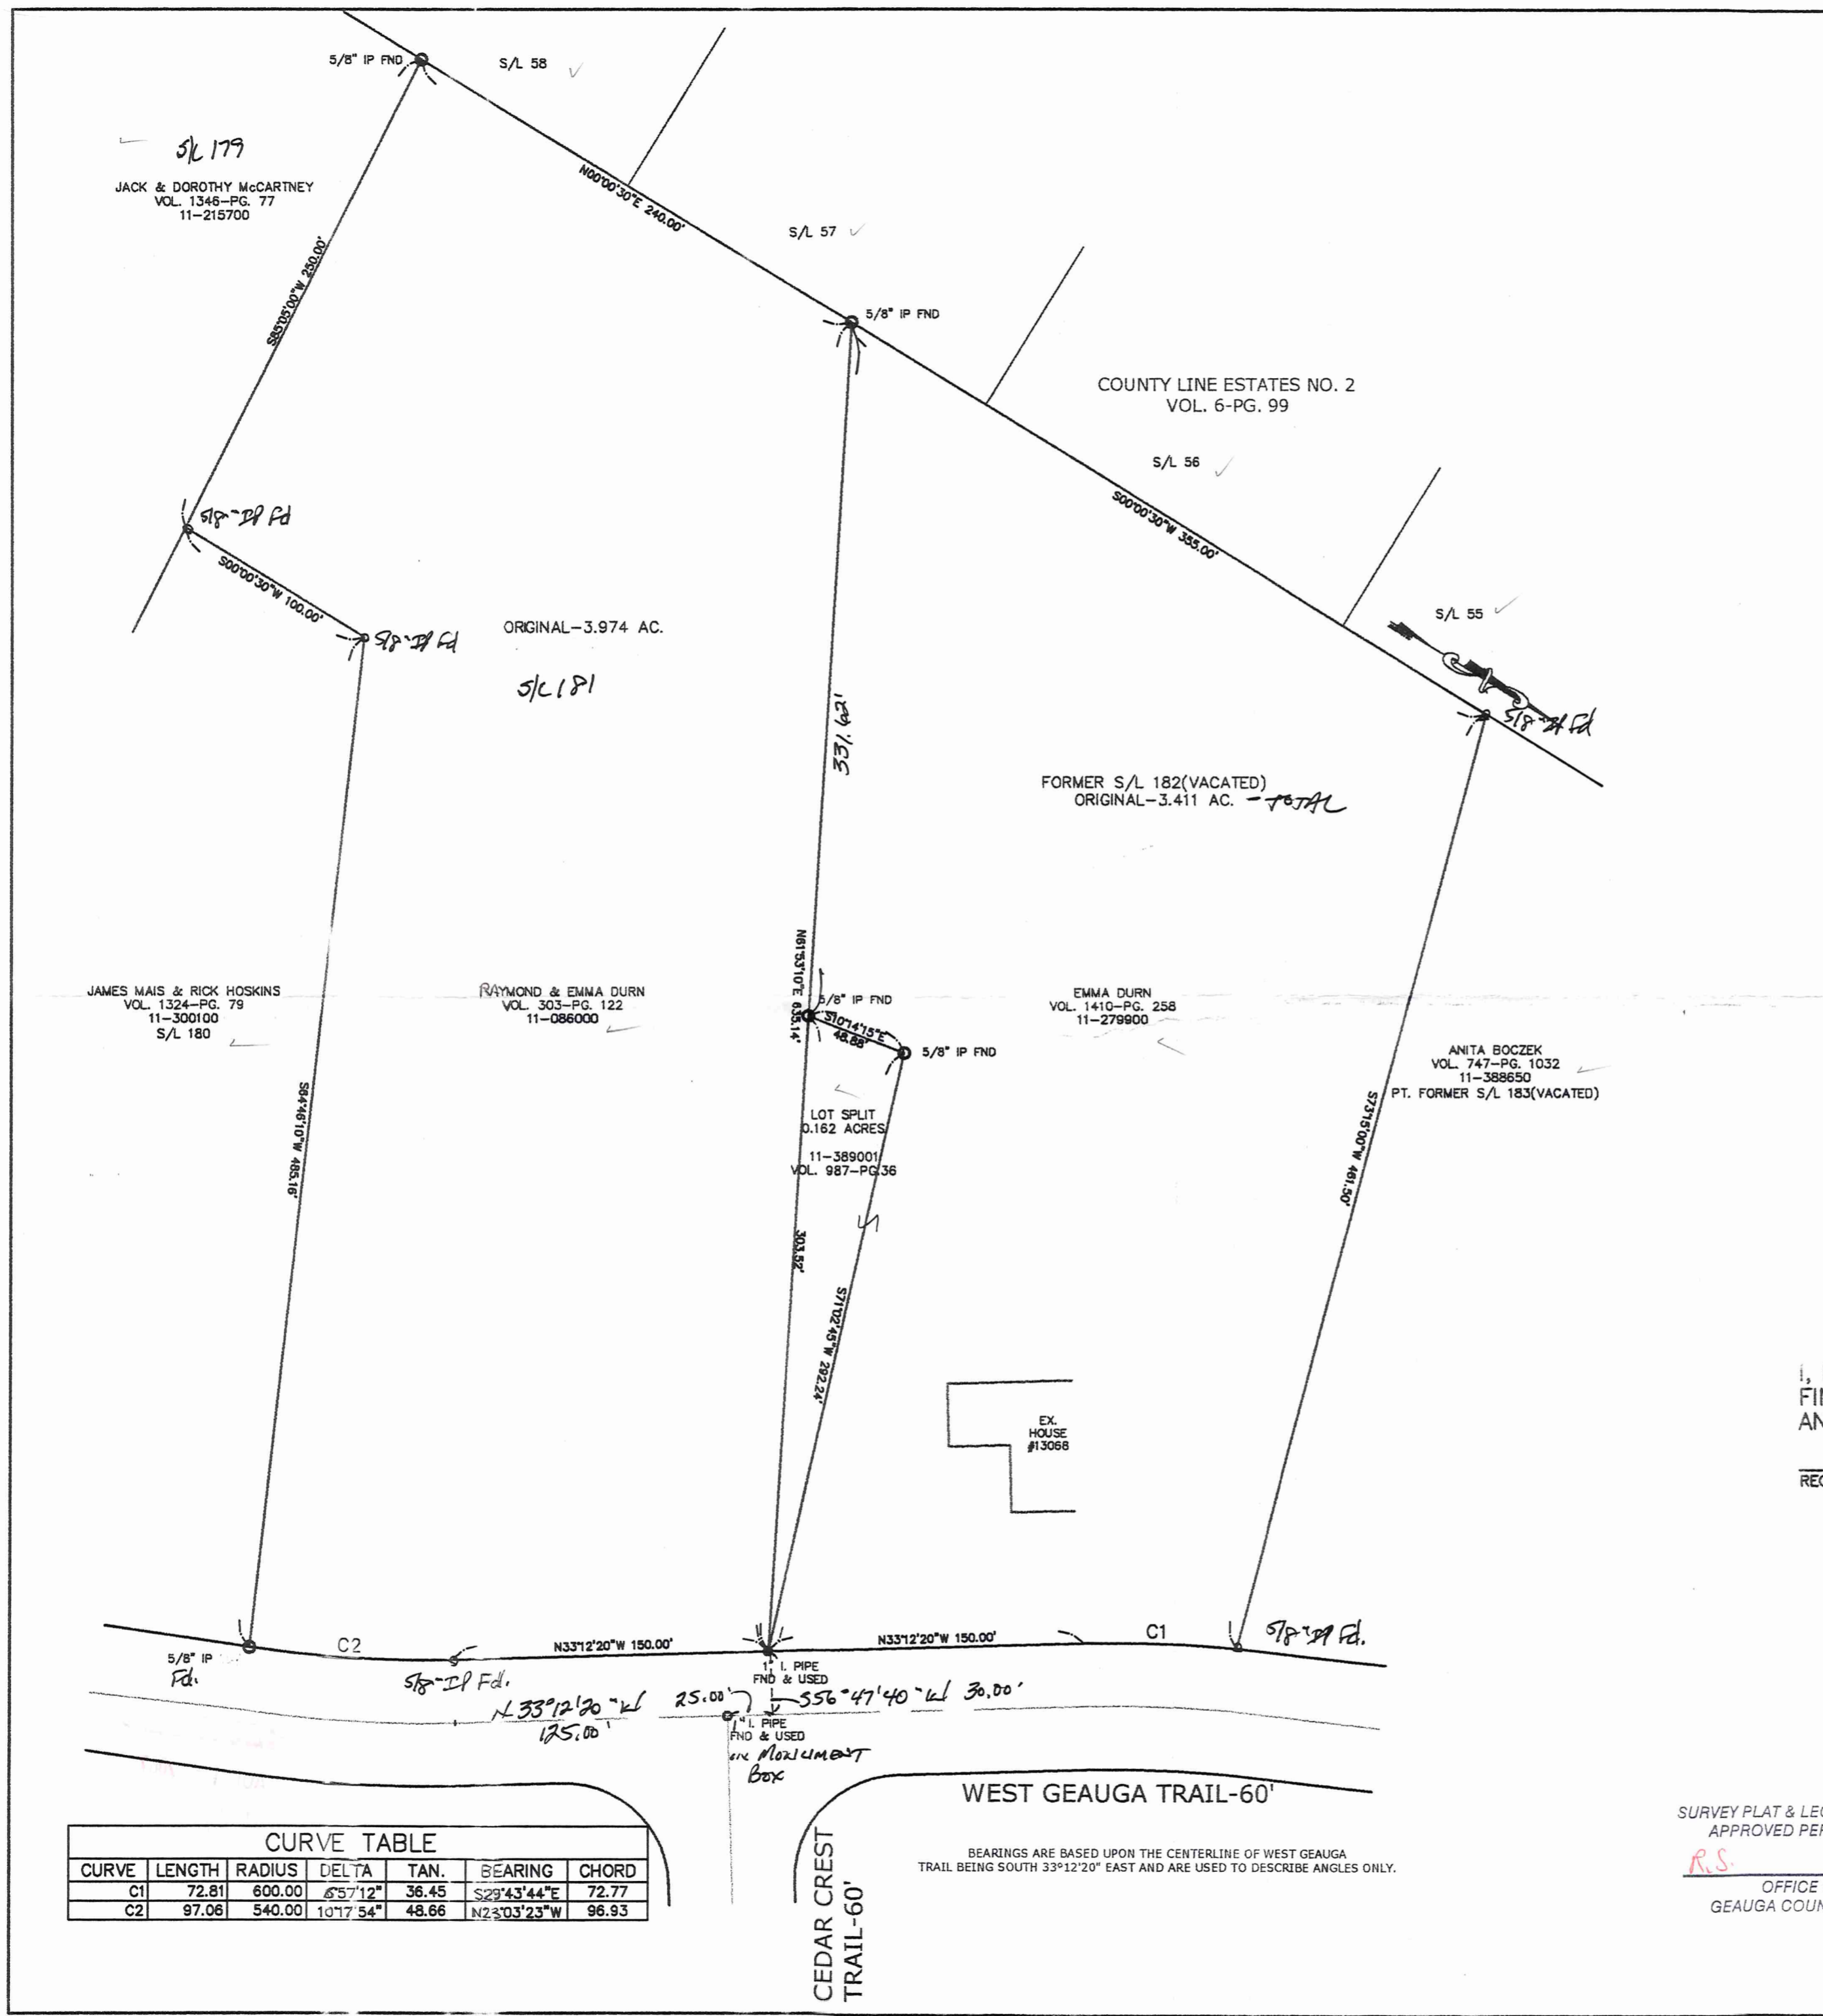 5/8" IP FND
S/L 58
S/L 179
JACK & DOROTHY McCARTNEY
VOL. 1346-PG. 77
11-215700
N00°00'30"E 240.00'
S/L 57
S85°05'00"W 250.00'
5/8" IP FND
COUNTY LINE ESTATES NO. 2
VOL. 6-PG. 99
S/L 56
S00°00'30"W 355.00'
5/8" IP Fd
S00°00'30"W 100.00'
5/8" IP Fd
ORIGINAL-3.974 AC.
S/L 181
S/L 55
5/8" IP Fd
331.62'
FORMER S/L 182(VACATED)
ORIGINAL-3.411 AC. - TOTAL
N61°53'10"E 635.14'
JAMES MAIS & RICK HOSKINS
VOL. 1324-PG. 79
11-300100
S/L 180
RAYMOND & EMMA DURN
VOL. 303-PG. 122
11-086000
5/8" IP FND
S10°14'15"E
48.88'
5/8" IP FND
EMMA DURN
VOL. 1410-PG. 258
11-279900
ANITA BOCZEK
VOL. 747-PG. 1032
11-388650
PT. FORMER S/L 183(VACATED)
S64°46'10"W 485.16'
LOT SPLIT
0.162 ACRES
11-389001
VOL. 987-PG.36
S73°15'00"W 461.50'
303.52'
S71°02'45"W 292.24'
EX.
HOUSE
#13068
I,
FII
AN
REC
5/8" IP
Fd.
C2
5/8" IP Fd.
N33°12'20"W 150.00'
1" I. PIPE
FND & USED
N33°12'20"W 150.00'
C1
5/8" IP Fd.
N 33°12'20" W
125.00'
25.00'
S56°47'40" W 30.00'
1" I. PIPE
FND & USED
in MONUMENT
Box
WEST GEAUGA TRAIL-60'
CEDAR CREST
TRAIL-60'
BEARINGS ARE BASED UPON THE CENTERLINE OF WEST GEAUGA
TRAIL BEING SOUTH 33°12'20" EAST AND ARE USED TO DESCRIBE ANGLES ONLY.
CURVE TABLE
CURVE LENGTH RADIUS DELTA TAN. BEARING CHORD
C1 72.81 600.00 6°57'12" 36.45 S29°43'44"E 72.77
C2 97.06 540.00 10°17'54" 48.66 N23°03'23"W 96.93
SURVEY PLAT & LEG
APPROVED PER
R.S.
OFFICE
GEAUGA COUN